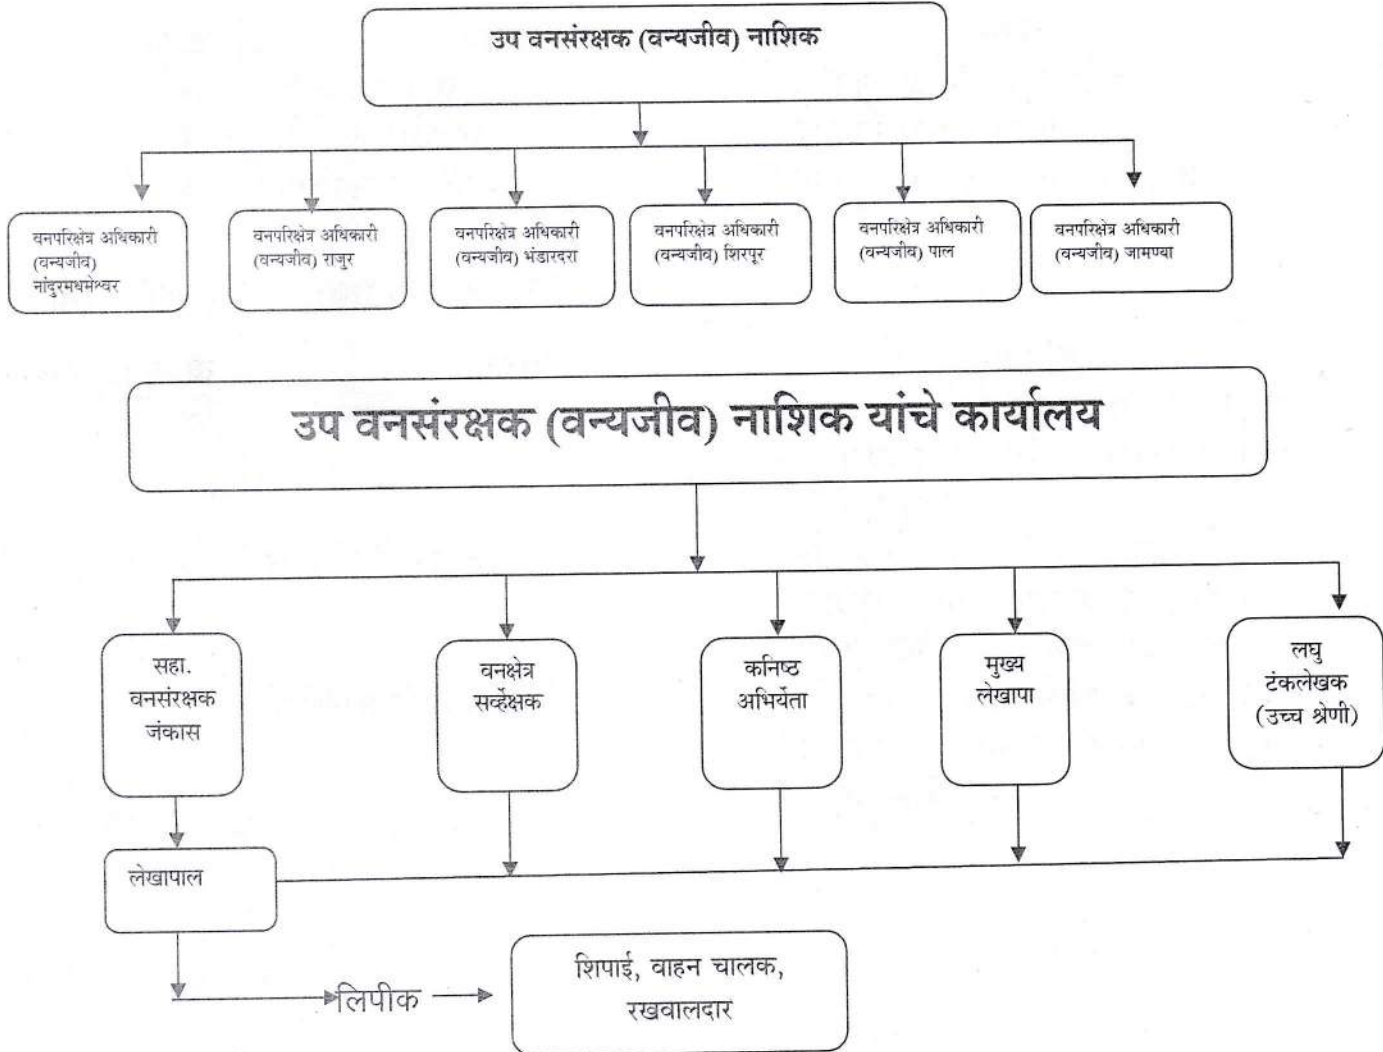 उप वनसंरक्षक (वन्यजीव) नाशिक
वनपरिक्षेत्र अधिकारी
(वन्यजीव)
नांदुरमधमेश्वर
वनपरिक्षेत्र अधिकारी
(वन्यजीव) राजुर
वनपरिक्षेत्र अधिकारी
(वन्यजीव) भंडारदरा
वनपरिक्षेत्र अधिकारी
(वन्यजीव) शिरपूर
वनपरिक्षेत्र अधिकारी
(वन्यजीव) पाल
वनपरिक्षेत्र अधिकारी
(वन्यजीव) जामण्या
उप वनसंरक्षक (वन्यजीव) नाशिक यांचे कार्यालय
सहा.
वनसंरक्षक
जंकास
वनक्षेत्र
सर्व्हेक्षक
कनिष्ठ
अभियेंता
मुख्य
लेखापा
लघु
टंकलेखक
(उच्च श्रेणी)
लेखापाल
लिपीक
शिपाई, वाहन चालक,
रखवालदार